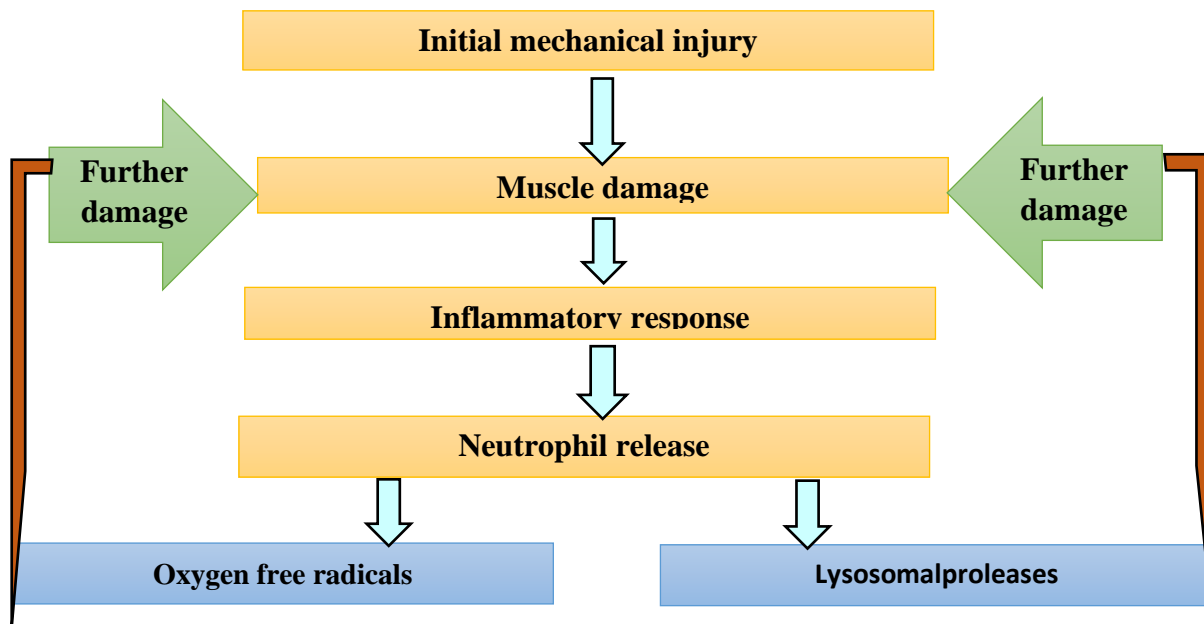 Initial mechanical injury
Further
damage
Muscle damage
Further
damage
Inflammatory response
Neutrophil release
Oxygen free radicals
Lysosomalproleases